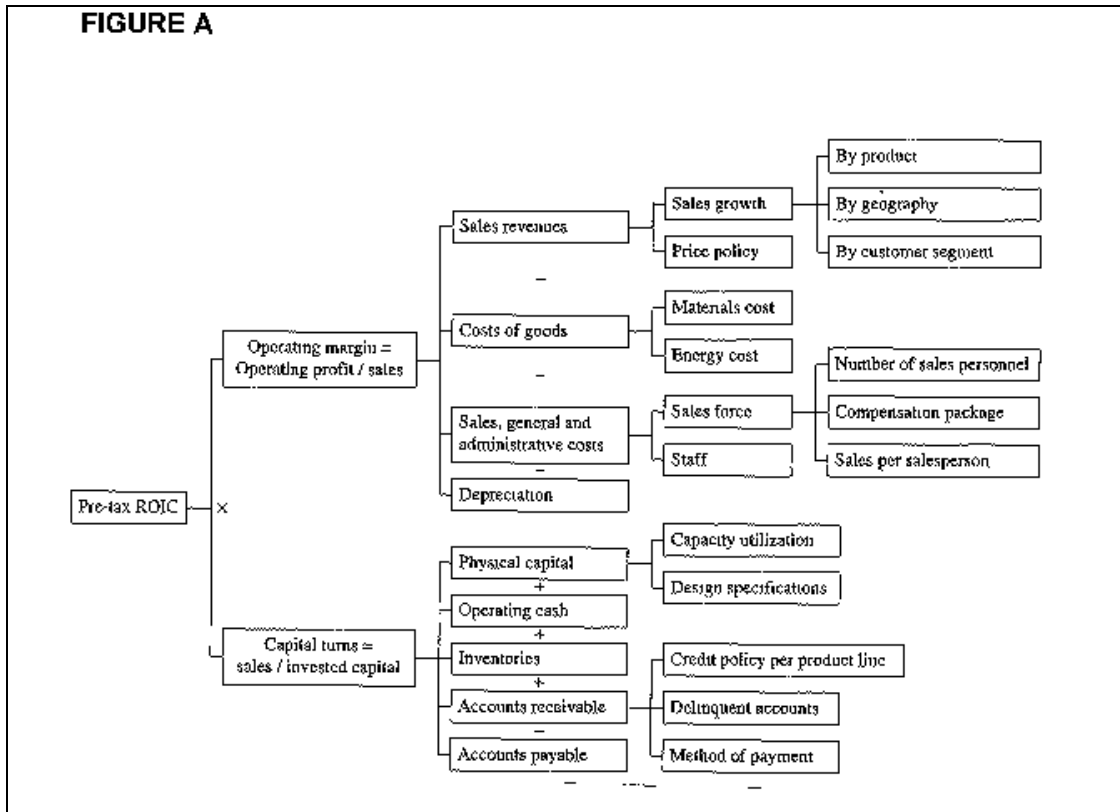 FIGURE A
By product
Sales growth
By geography
Sales revenues
Price policy
By customer segment
–
Materials cost
Costs of goods
Operating margin =
Operating profit / sales
Energy cost
Number of sales personnel
–
Sales, general and
administrative costs
Sales force
Compensation package
Staff
Sales per salesperson
–
Depreciation
Pre-tax ROIC
×
Capacity utilization
Physical capital
Design specifications
+
Operating cash
+
Capital turns =
sales / invested capital
Inventories
Credit policy per product line
+
Accounts receivable
Delinquent accounts
–
Accounts payable
Method of payment